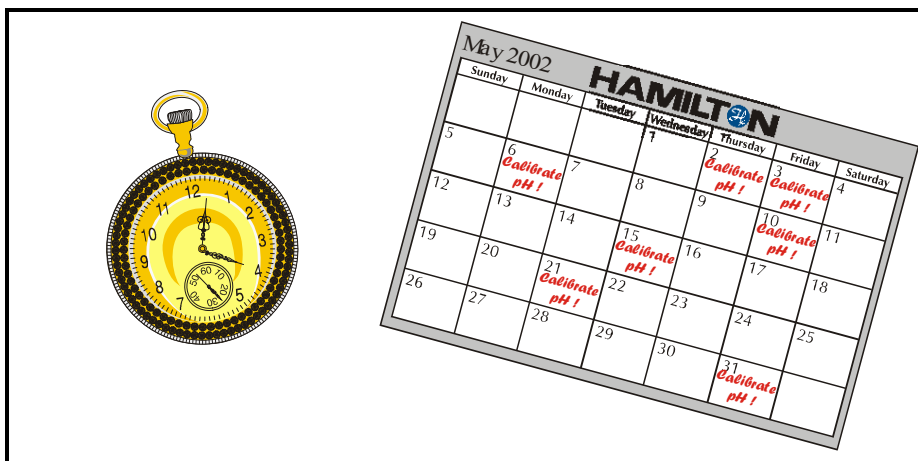 12
1
2
3
4
5
7
8
9
10
11
60
10
20
30
40
50
May 2002
HAMILTON
Sunday Monday Tuesday Wednesday Thursday Friday Saturday
1 2 3 4
Calibrate Calibrate
pH ! pH !
5 6 7 8 9 10 11
Calibrate Calibrate
pH ! pH !
12 13 14 15 16 17 18
Calibrate
pH !
19 20 21 22 23 24 25
Calibrate
pH !
26 27 28 29 30 31
Calibrate
pH !